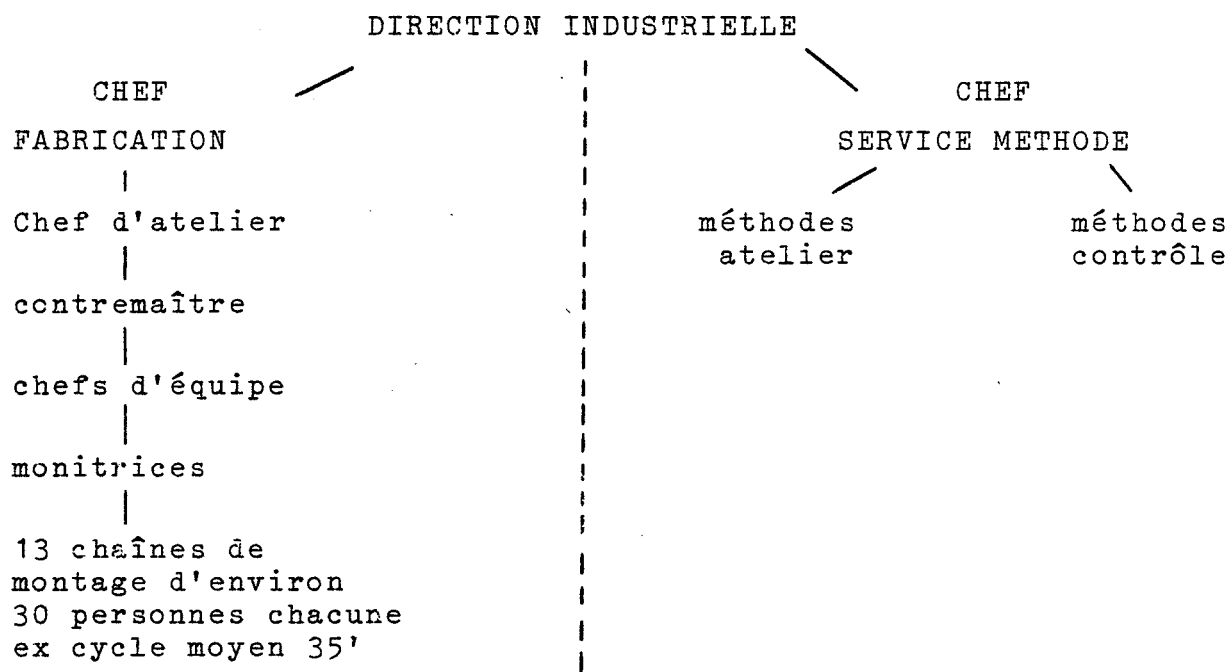 DIRECTION INDUSTRIELLE
CHEF
FABRICATION
Chef d'atelier
contremaître
chefs d'équipe
monitrices
13 chaînes de
montage d'environ
30 personnes chacune
ex cycle moyen 35'
CHEF
SERVICE METHODE
méthodes
atelier
méthodes
contrôle